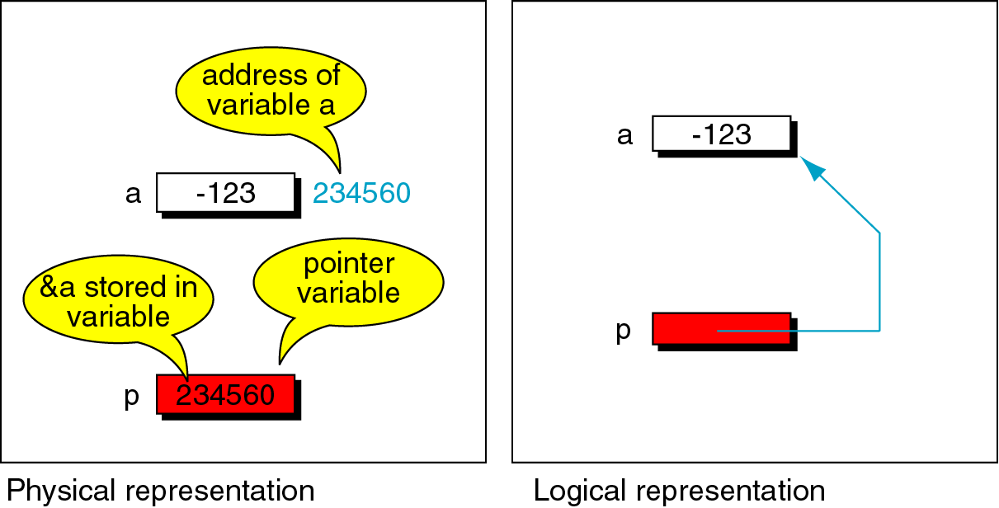 address of
variable a
a -123 234560
&a stored in
variable
pointer
variable
p 234560
Physical representation
a -123
p
Logical representation